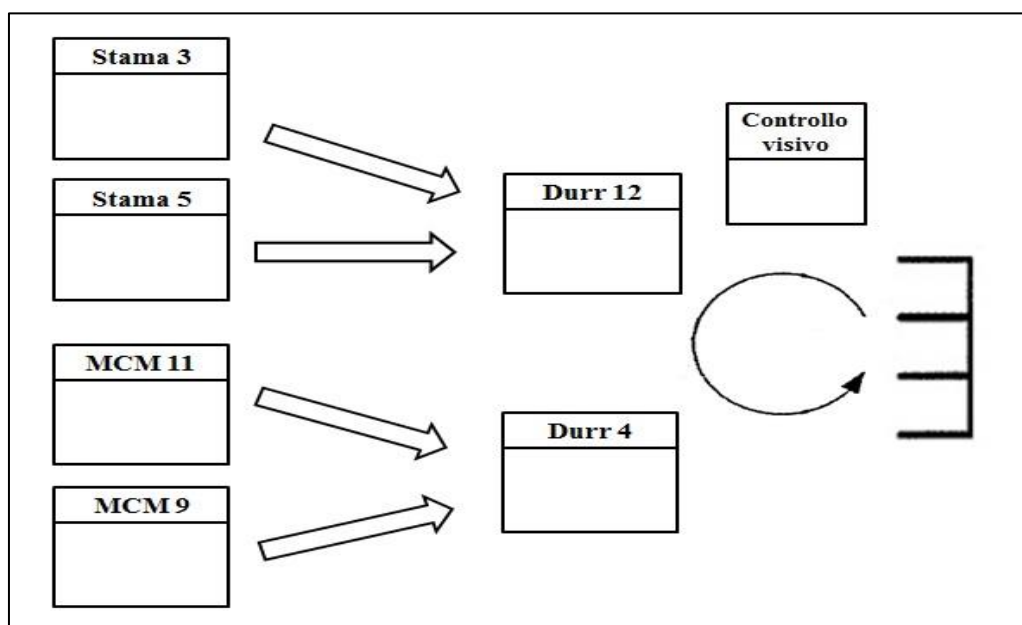 Stama 3
Stama 5
MCM 11
MCM 9
Durr 12
Durr 4
Controllo
visivo